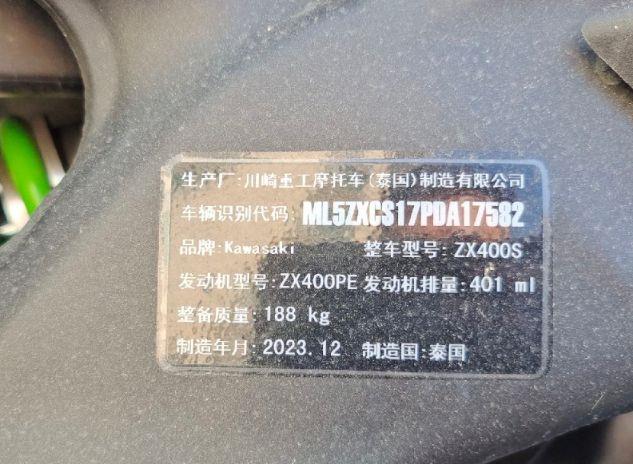 生产厂:川崎重工摩托车(泰国)制造有限公司
车辆识别代码:ML5ZXCS17PDA17582
品牌:Kawasaki 整车型号:ZX400S
发动机型号:ZX400PE 发动机排量:401 ml
整备质量:188 kg
制造年月:2023.12 制造国:泰国